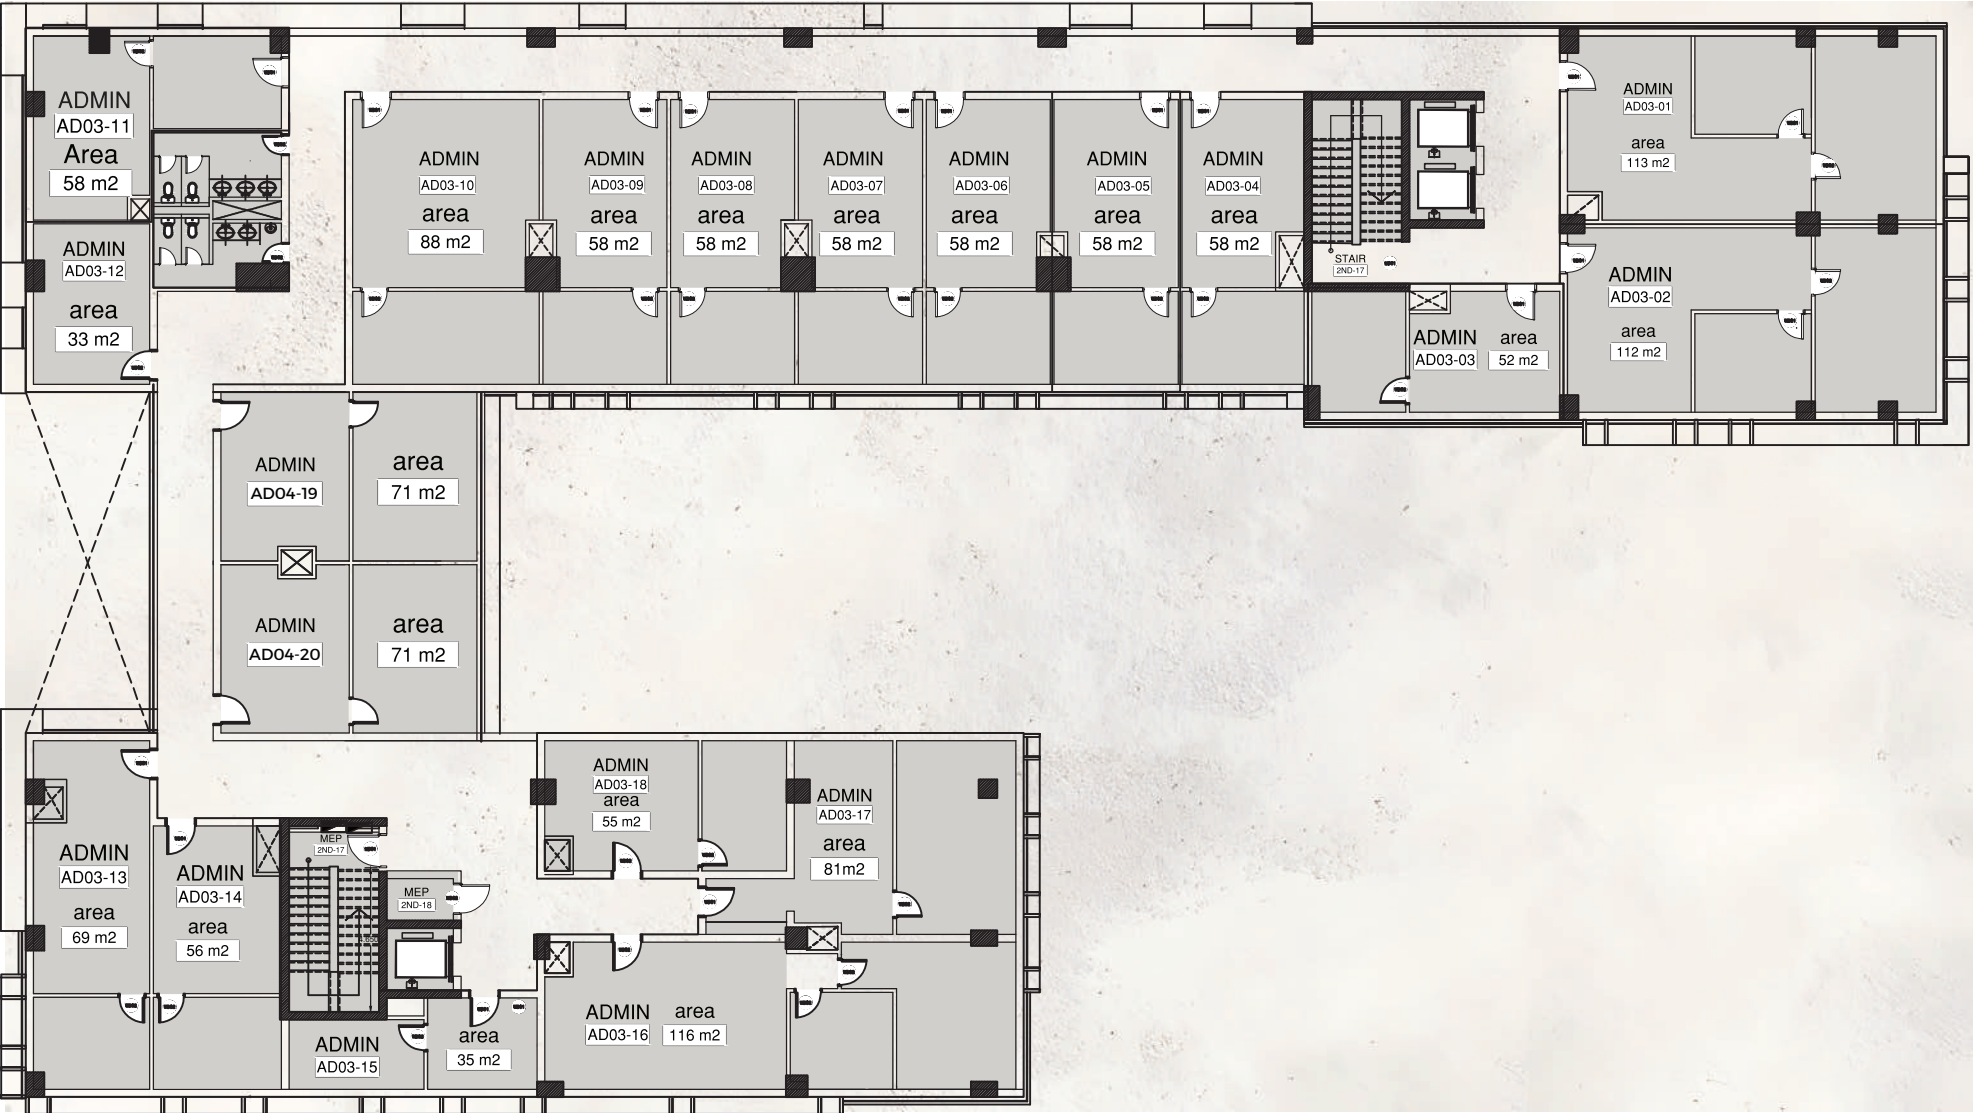 ADMIN
AD03-11
Area
58 m2
ADMIN
AD03-12
area
33 m2
ADMIN
AD03-10
area
88 m2
ADMIN
AD03-09
area
58 m2
ADMIN
AD03-08
area
58 m2
ADMIN
AD03-07
area
58 m2
ADMIN
AD03-06
area
58 m2
ADMIN
AD03-05
area
58 m2
ADMIN
AD03-04
area
58 m2
STAIR
2ND-17
ADMIN
AD03-01
area
113 m2
ADMIN
AD03-02
area
112 m2
ADMIN
AD03-03
area
52 m2
ADMIN
AD04-19
area
71 m2
ADMIN
AD04-20
area
71 m2
ADMIN
AD03-13
area
69 m2
ADMIN
AD03-14
area
56 m2
MEP
2ND-17
MEP
2ND-18
ADMIN
AD03-15
area
35 m2
ADMIN
AD03-18
area
55 m2
ADMIN
AD03-17
area
81m2
ADMIN
AD03-16
area
116 m2